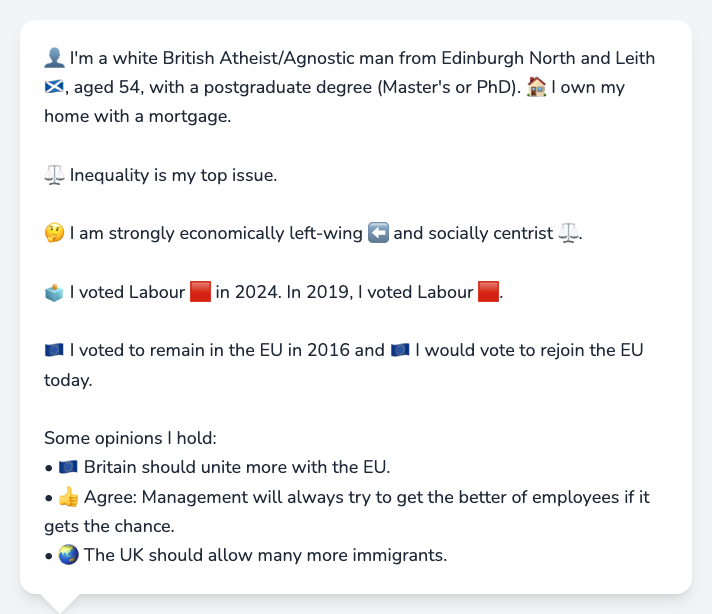 👤 I'm a white British Atheist/Agnostic man from Edinburgh North and Leith
🏴󠁧󠁢󠁳󠁣󠁴󠁿, aged 54, with a postgraduate degree (Master's or PhD). 🏠 I own my
home with a mortgage.
⚖️ Inequality is my top issue.
🤔 I am strongly economically left-wing ⬅️ and socially centrist ⚖️.
🗳️ I voted Labour 🟥 in 2024. In 2019, I voted Labour 🟥.
🇪🇺 I voted to remain in the EU in 2016 and 🇪🇺 I would vote to rejoin the EU
today.
Some opinions I hold:
• 🇪🇺 Britain should unite more with the EU.
• 👍 Agree: Management will always try to get the better of employees if it
gets the chance.
• 🌏 The UK should allow many more immigrants.